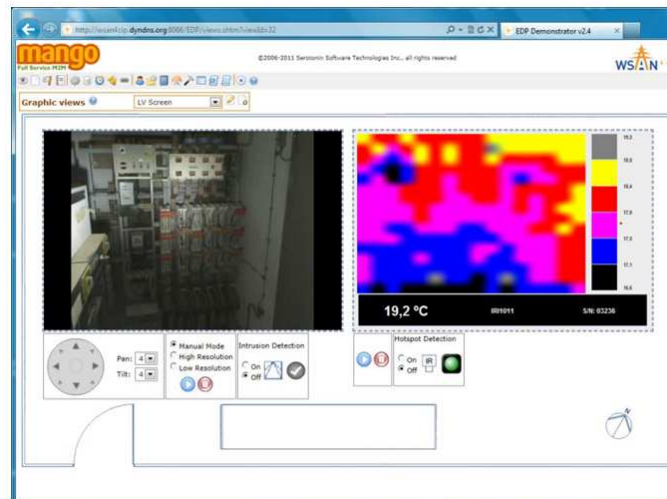 http://wsan4cip.dyndns.org:8066/EDP/views.shtm?viewId=32
EDP Demonstrator v2.4
mango
Full Service M2M
©2006-2011 Serotonin Software Technologies Inc., all rights reserved
WSAN
Graphic views
LV Screen
19,2 ºC
IRI1011
S/N: 03236
Pan: 4
Tilt: 4
Manual Mode
High Resolution
Low Resolution
Intrusion Detection
On
Off
Hotspot Detection
On
Off
IR
N